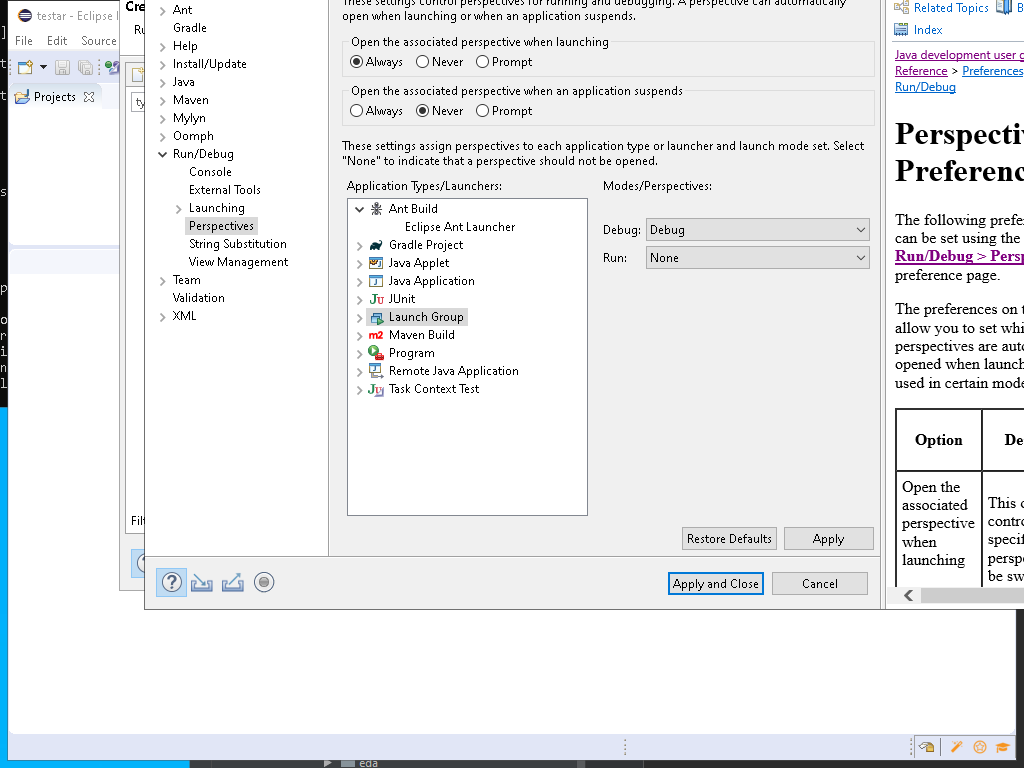 testar - Eclipse I
File Edit Source
Projects
Cre
Ru
Filt
Ant
Gradle
Help
Install/Update
Java
Maven
Mylyn
Oomph
Run/Debug
Console
External Tools
Launching
Perspectives
String Substitution
View Management
Team
Validation
XML
These settings control perspectives for running and debugging. A perspective can automatically
open when launching or when an application suspends.
Open the associated perspective when launching
Always Never Prompt
Open the associated perspective when an application suspends
Always Never Prompt
These settings assign perspectives to each application type or launcher and launch mode set. Select
"None" to indicate that a perspective should not be opened.
Application Types/Launchers:
Ant Build
Eclipse Ant Launcher
Gradle Project
Java Applet
Java Application
JUnit
Launch Group
Maven Build
Program
Remote Java Application
Task Context Test
Modes/Perspectives:
Debug: Debug
Run: None
Restore Defaults Apply
Apply and Close Cancel
Related Topics B
Index
Java development user g
Reference > Preferences
Run/Debug
Perspectiv
Preferenc
The following prefer
can be set using the
Run/Debug > Persp
preference page.
The preferences on t
allow you to set whi
perspectives are auto
opened when launch
used in certain mode
Option De
Open the
associated
perspective
when
launching
This o
contro
specif
perspe
be sw
eda